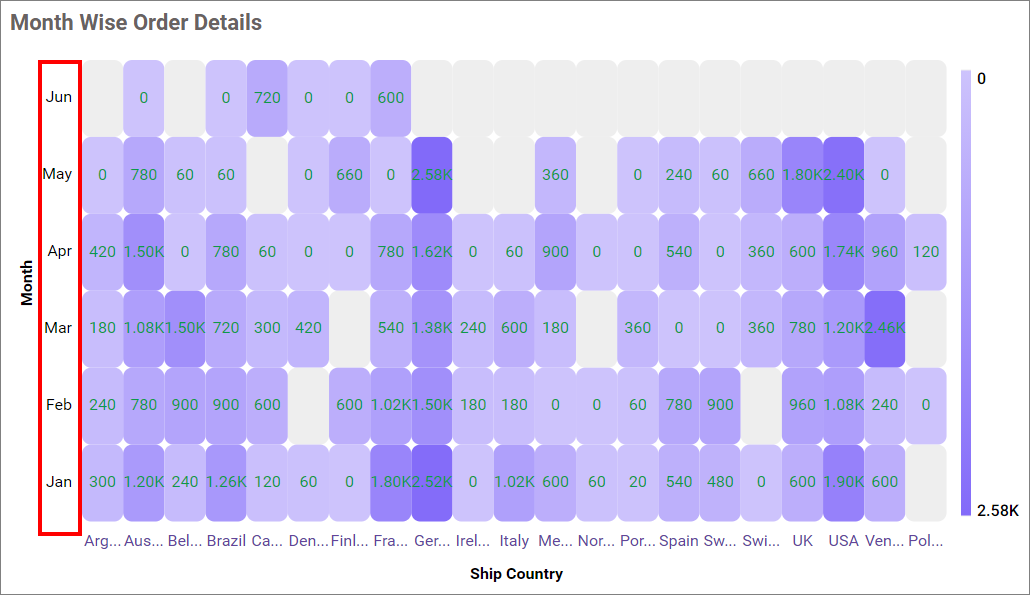 Month Wise Order Details
0
Jun 0 0 720 0 0 600
May 0 780 60 60 0 660 0 2.58K 360 0 240 60 660 1.80K 2.40K 0
Apr 420 1.50K 0 780 60 0 0 780 1.62K 0 60 900 0 0 540 0 360 600 1.74K 960 120
Month
Mar 180 1.08K 1.50K 720 300 420 540 1.38K 240 600 180 360 0 0 360 780 1.20K 2.46K
Feb 240 780 900 900 600 600 1.02K 1.50K 180 180 0 0 60 780 900 960 1.08K 240 0
Jan 300 1.20K 240 1.26K 120 60 0 1.80K 2.52K 0 1.02K 600 60 20 540 480 0 600 1.90K 600
2.58K
Arg... Aus... Bel... Brazil Ca... Den... Finl... Fra... Ger... Irel... Italy Me... Nor... Por... Spain Sw... Swi... UK USA Ven... Pol...
Ship Country